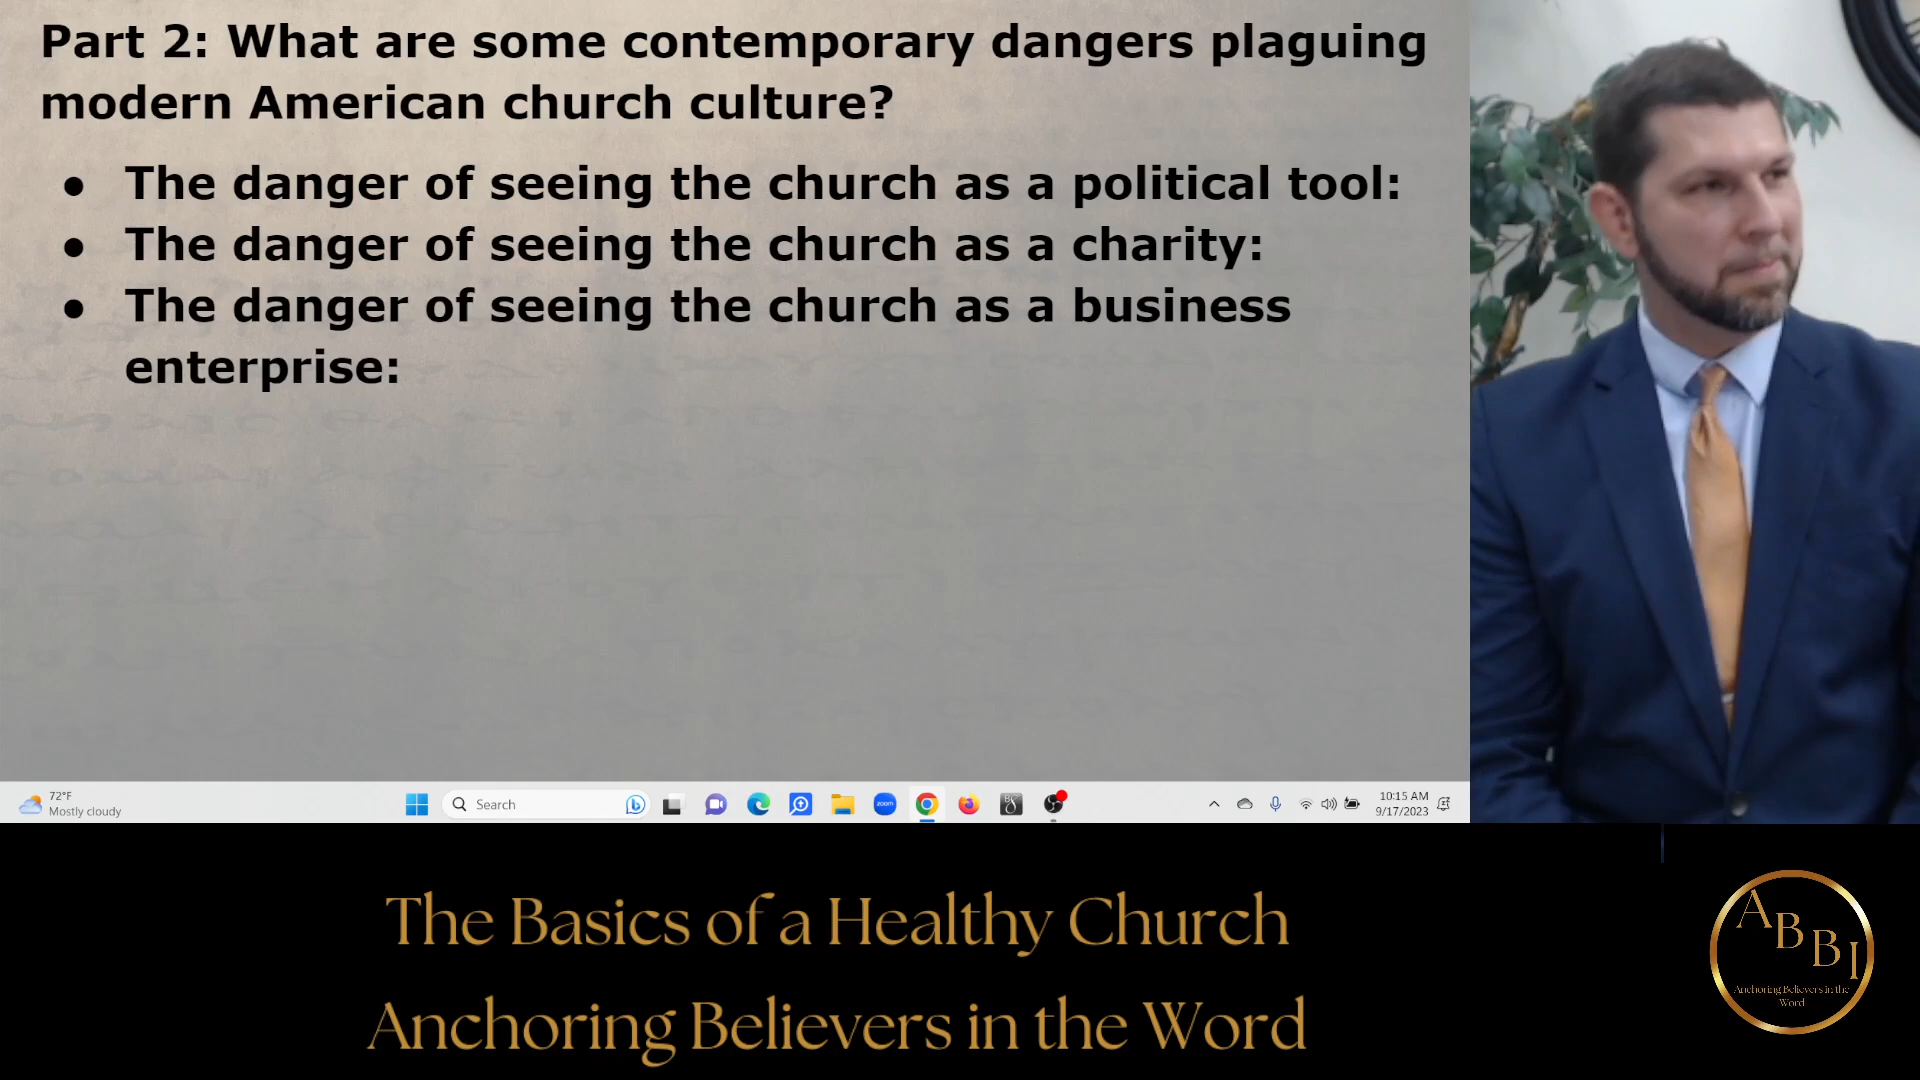 Part 2: What are some contemporary dangers plaguing
modern American church culture?
● The danger of seeing the church as a political tool:
● The danger of seeing the church as a charity:
● The danger of seeing the church as a business
enterprise:
72°F
Mostly cloudy
Search
zoom
10:15 AM
9/17/2023
The Basics of a Healthy Church
Anchoring Believers in the Word
A B B I
Anchoring Believers in the
Word